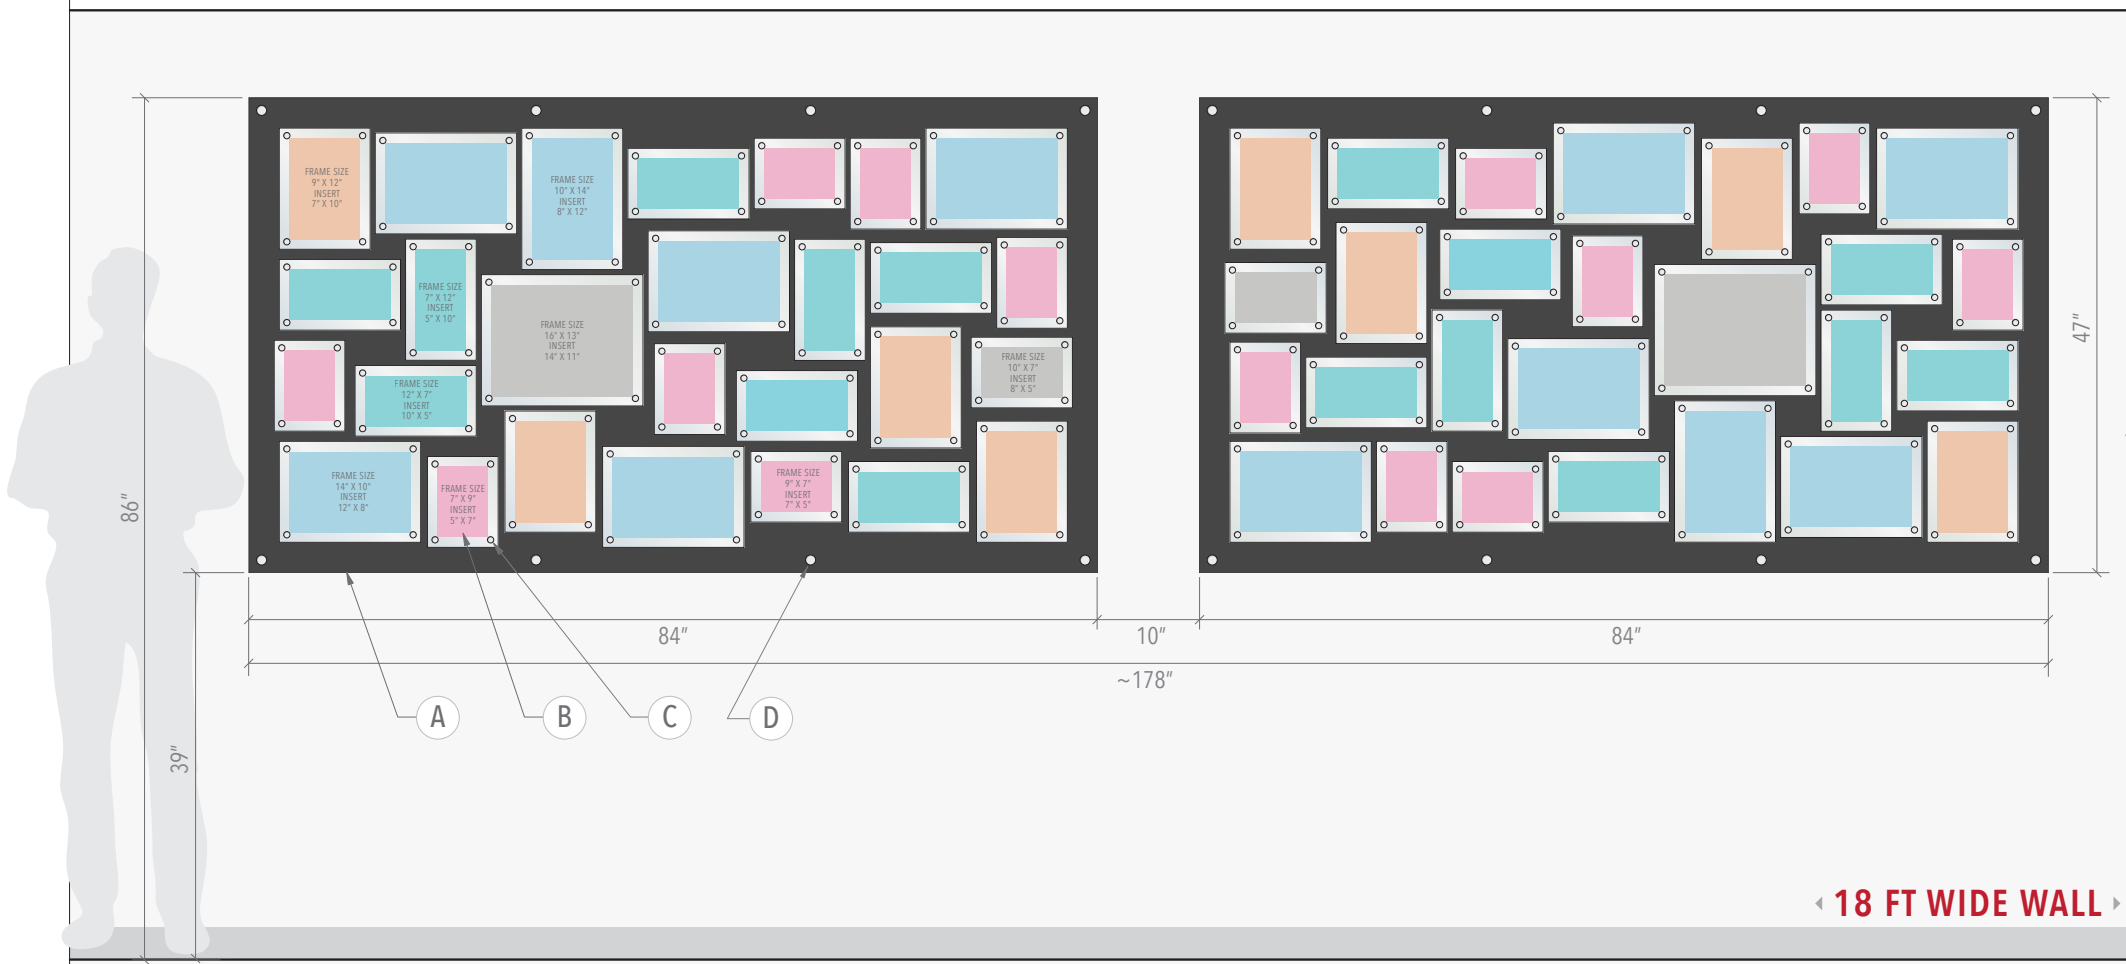 FRAME SIZE
9" X 12"
INSERT
7" X 10"
FRAME SIZE
10" X 14"
INSERT
8" X 12"
FRAME SIZE
7" X 12"
INSERT
5" X 10"
FRAME SIZE
16" X 13"
INSERT
14" X 11"
FRAME SIZE
10" X 7"
INSERT
8" X 5"
FRAME SIZE
12" X 7"
INSERT
10" X 5"
FRAME SIZE
14" X 10"
INSERT
12" X 8"
FRAME SIZE
7" X 9"
INSERT
5" X 7"
FRAME SIZE
9" X 7"
INSERT
7" X 5"
86"
47"
84"
10"
84"
~178"
A
B
C
D
39"
18 FT WIDE WALL